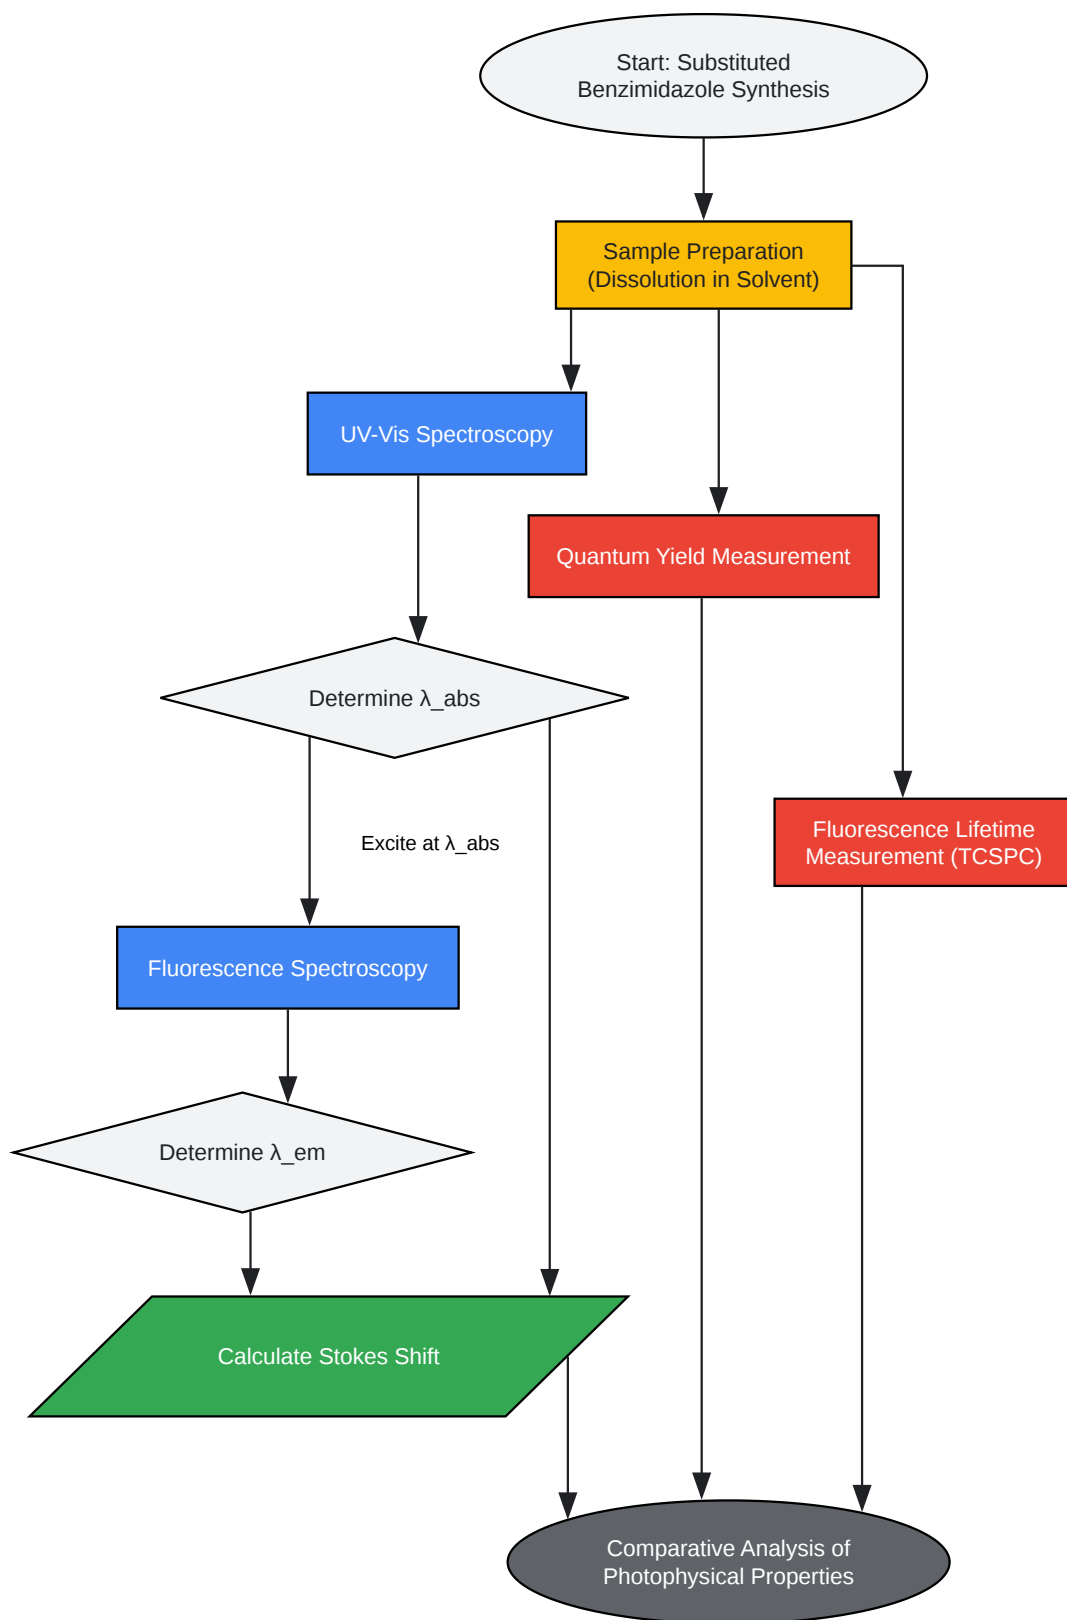 Start: Substituted
Benzimidazole Synthesis
Sample Preparation
(Dissolution in Solvent)
UV-Vis Spectroscopy
Quantum Yield Measurement
Determine λ_abs
Fluorescence Lifetime
Measurement (TCSPC)
Excite at λ_abs
Fluorescence Spectroscopy
Determine λ_em
Calculate Stokes Shift
Comparative Analysis of
Photophysical Properties